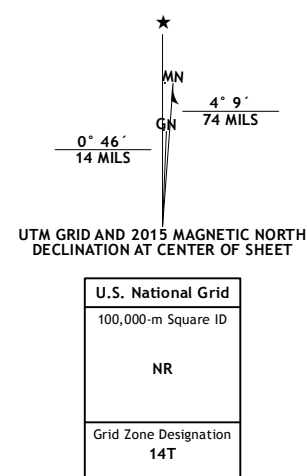 ★
MN
GN
4° 9´
74 MILS
0° 46´
14 MILS
UTM GRID AND 2015 MAGNETIC NORTH
DECLINATION AT CENTER OF SHEET
U.S. National Grid
100,000-m Square ID
NR
Grid Zone Designation
14T